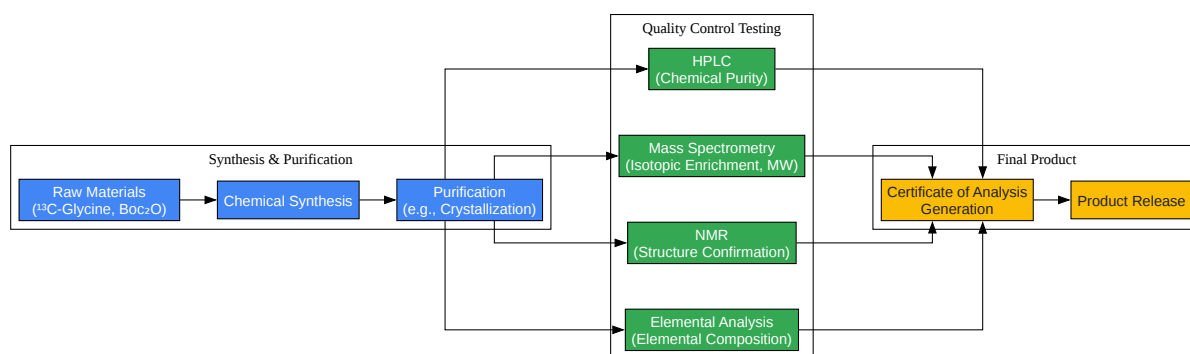 Quality Control Testing
HPLC
(Chemical Purity)
Mass Spectrometry
(Isotopic Enrichment, MW)
NMR
(Structure Confirmation)
Elemental Analysis
(Elemental Composition)
Synthesis & Purification
Raw Materials
(¹³C-Glycine, Boc₂O)
Chemical Synthesis
Purification
(e.g., Crystallization)
Final Product
Certificate of Analysis
Generation
Product Release